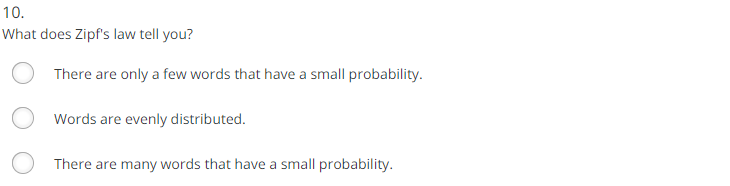 10.
What does Zipf's law tell you?
There are only a few words that have a small probability.
Words are evenly distributed.
There are many words that have a small probability.